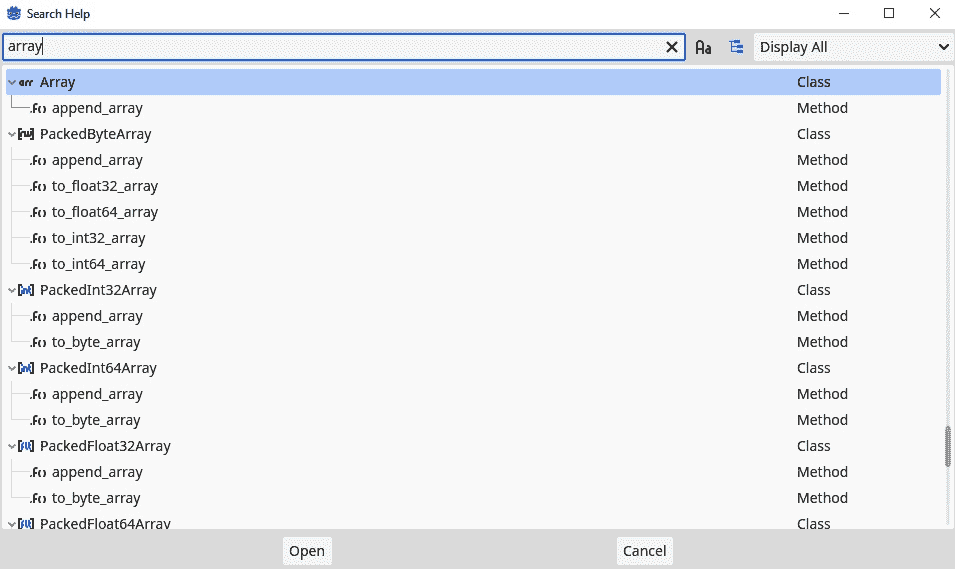 Search Help
array Aa Display All
Array Class
append_array Method
PackedByteArray Class
append_array Method
to_float32_array Method
to_float64_array Method
to_int32_array Method
to_int64_array Method
PackedInt32Array Class
append_array Method
to_byte_array Method
PackedInt64Array Class
append_array Method
to_byte_array Method
PackedFloat32Array Class
append_array Method
to_byte_array Method
PackedFloat64Array Class
Open Cancel